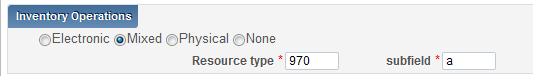 Inventory Operations
Electronic Mixed Physical None
Resource type * 970 subfield * a